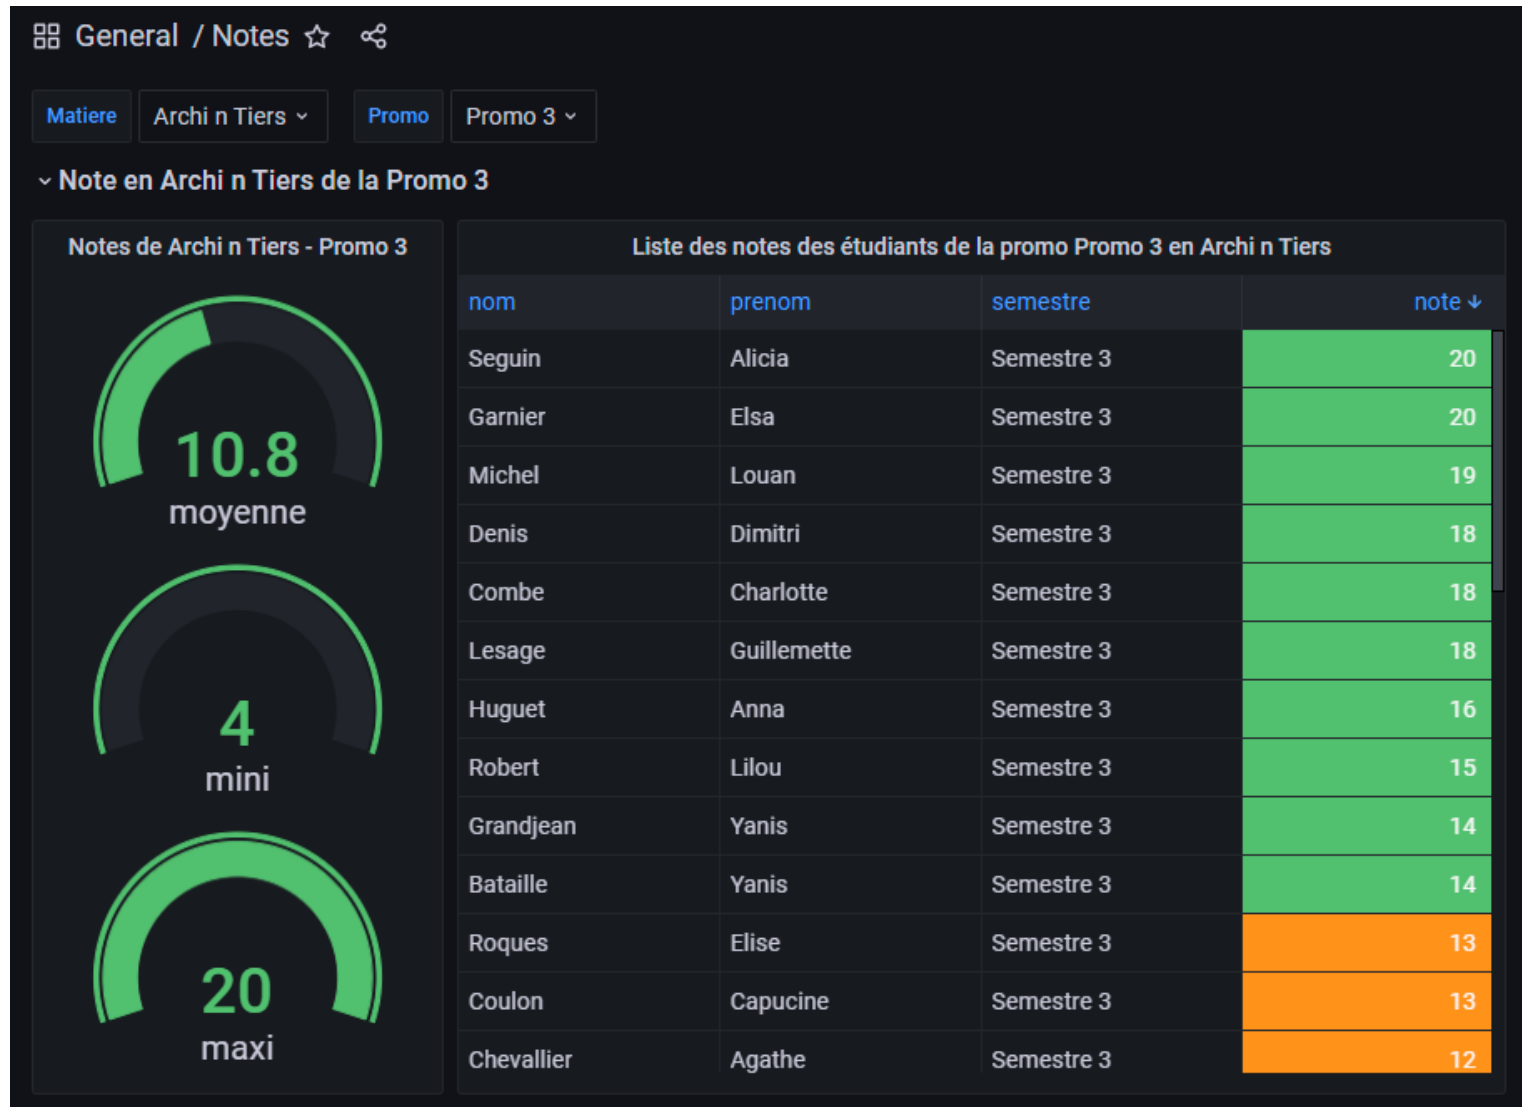 General / Notes
Matiere Archi n Tiers Promo Promo 3
Note en Archi n Tiers de la Promo 3
Notes de Archi n Tiers - Promo 3
10.8
moyenne
4
mini
20
maxi
Liste des notes des étudiants de la promo Promo 3 en Archi n Tiers
nom prenom semestre note
Seguin Alicia Semestre 3 20
Garnier Elsa Semestre 3 20
Michel Louan Semestre 3 19
Denis Dimitri Semestre 3 18
Combe Charlotte Semestre 3 18
Lesage Guillemette Semestre 3 18
Huguet Anna Semestre 3 16
Robert Lilou Semestre 3 15
Grandjean Yanis Semestre 3 14
Bataille Yanis Semestre 3 14
Roques Elise Semestre 3 13
Coulon Capucine Semestre 3 13
Chevallier Agathe Semestre 3 12